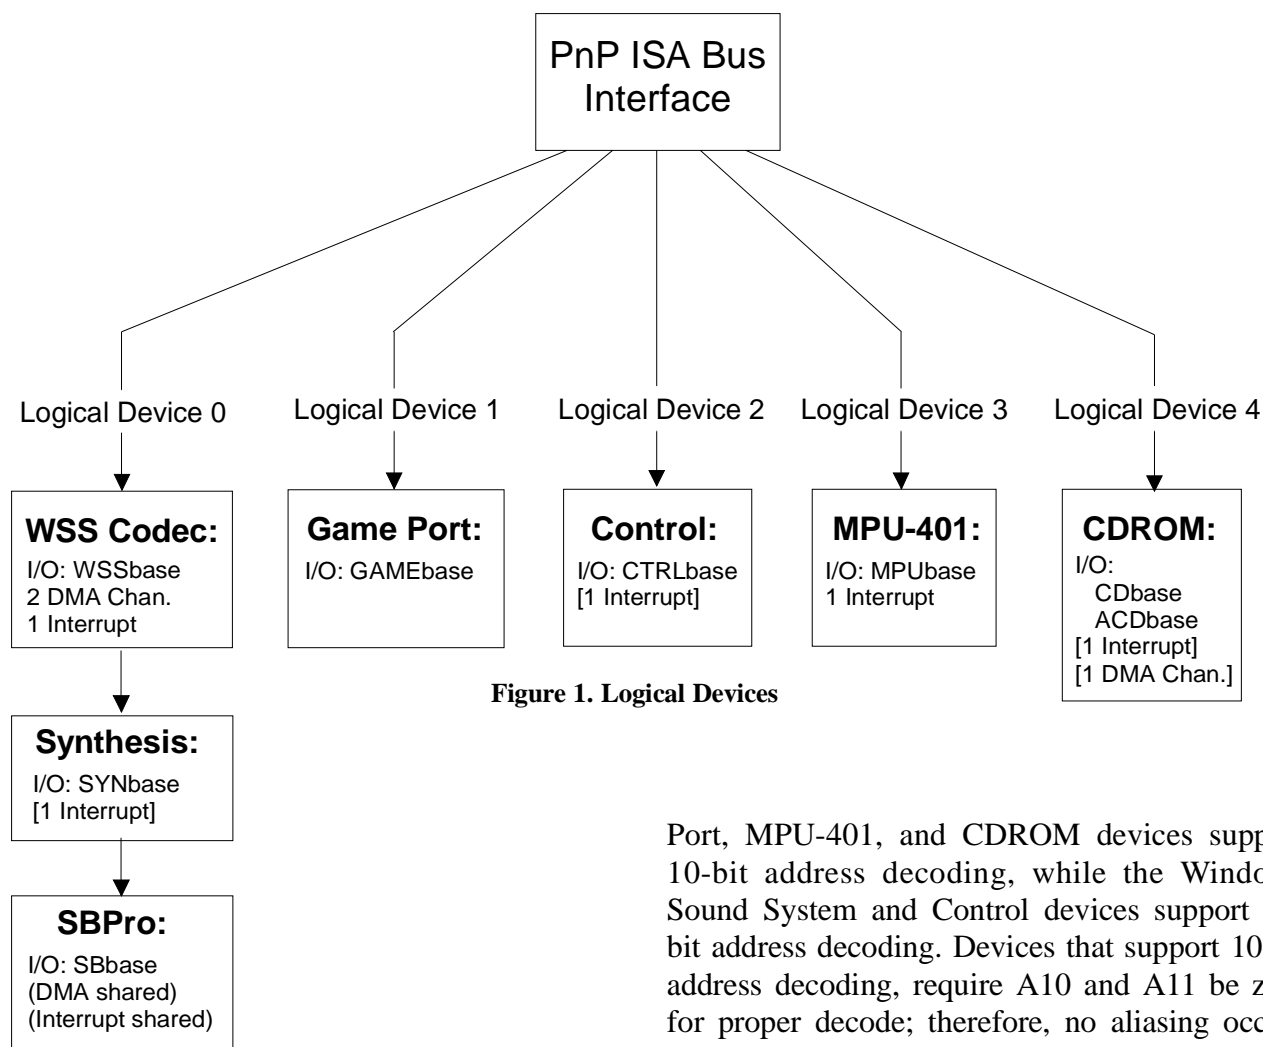 PnP ISA Bus
Interface
Logical Device 0
Logical Device 1
Logical Device 2
Logical Device 3
Logical Device 4
WSS Codec:
I/O: WSSbase
2 DMA Chan.
1 Interrupt
Game Port:
I/O: GAMEbase
Control:
I/O: CTRLbase
[1 Interrupt]
MPU-401:
I/O: MPUbase
1 Interrupt
CDROM:
I/O:
CDbase
ACDbase
[1 Interrupt]
[1 DMA Chan.]
Figure 1. Logical Devices
Synthesis:
I/O: SYNbase
[1 Interrupt]
SBPro:
I/O: SBbase
(DMA shared)
(Interrupt shared)
Port, MPU-401, and CDROM devices
10-bit address decoding, while the
Sound System and Control devices support
bit address decoding. Devices that support 10
address decoding, require A10 and A11 be
for proper decode; therefore, no aliasing